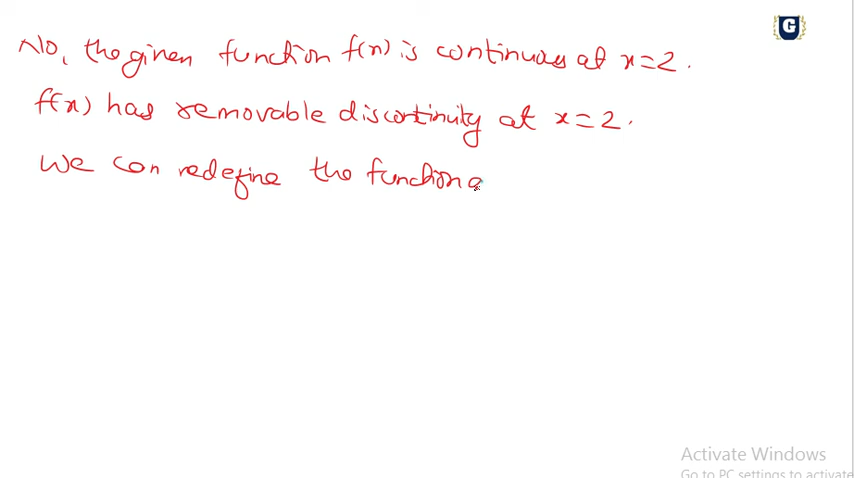 G
No, the given function f(x) is continuous at x=2.
f(x) has removable discontinuity at x=2.
We can redefine the function a
Activate Windows
Go to PC settings to activate